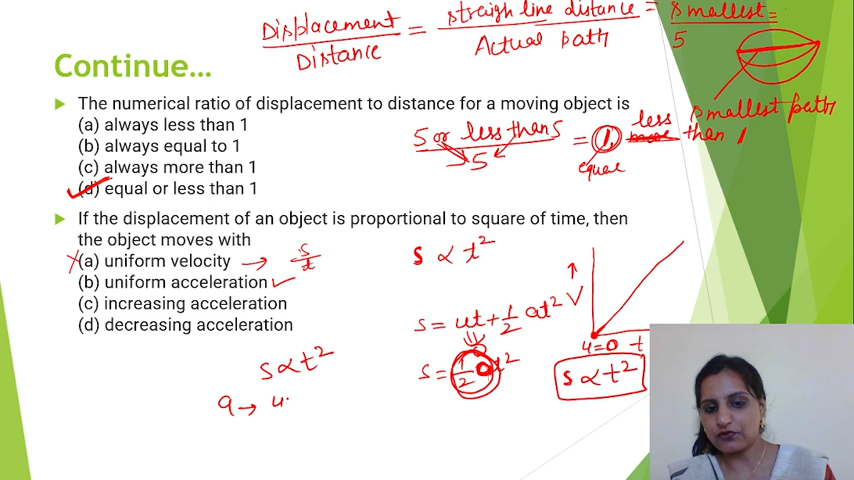 Displacement / Distance = streigh line distance / Actual path = smallest / 5 =
Continue...
The numerical ratio of displacement to distance for a moving object is
smallest path
(a) always less than 1
(b) always equal to 1
5 or less than 5 / 5 = 1, less than 1
equal
(c) always more than 1
(d) equal or less than 1
If the displacement of an object is proportional to square of time, then
the object moves with
s ∝ t²
(a) uniform velocity → s/t
(b) uniform acceleration
(c) increasing acceleration
s = ut + 1/2 at²
V
(d) decreasing acceleration
u=0 t
s = 1/2 at²
s ∝ t²
s ∝ t²
a → u